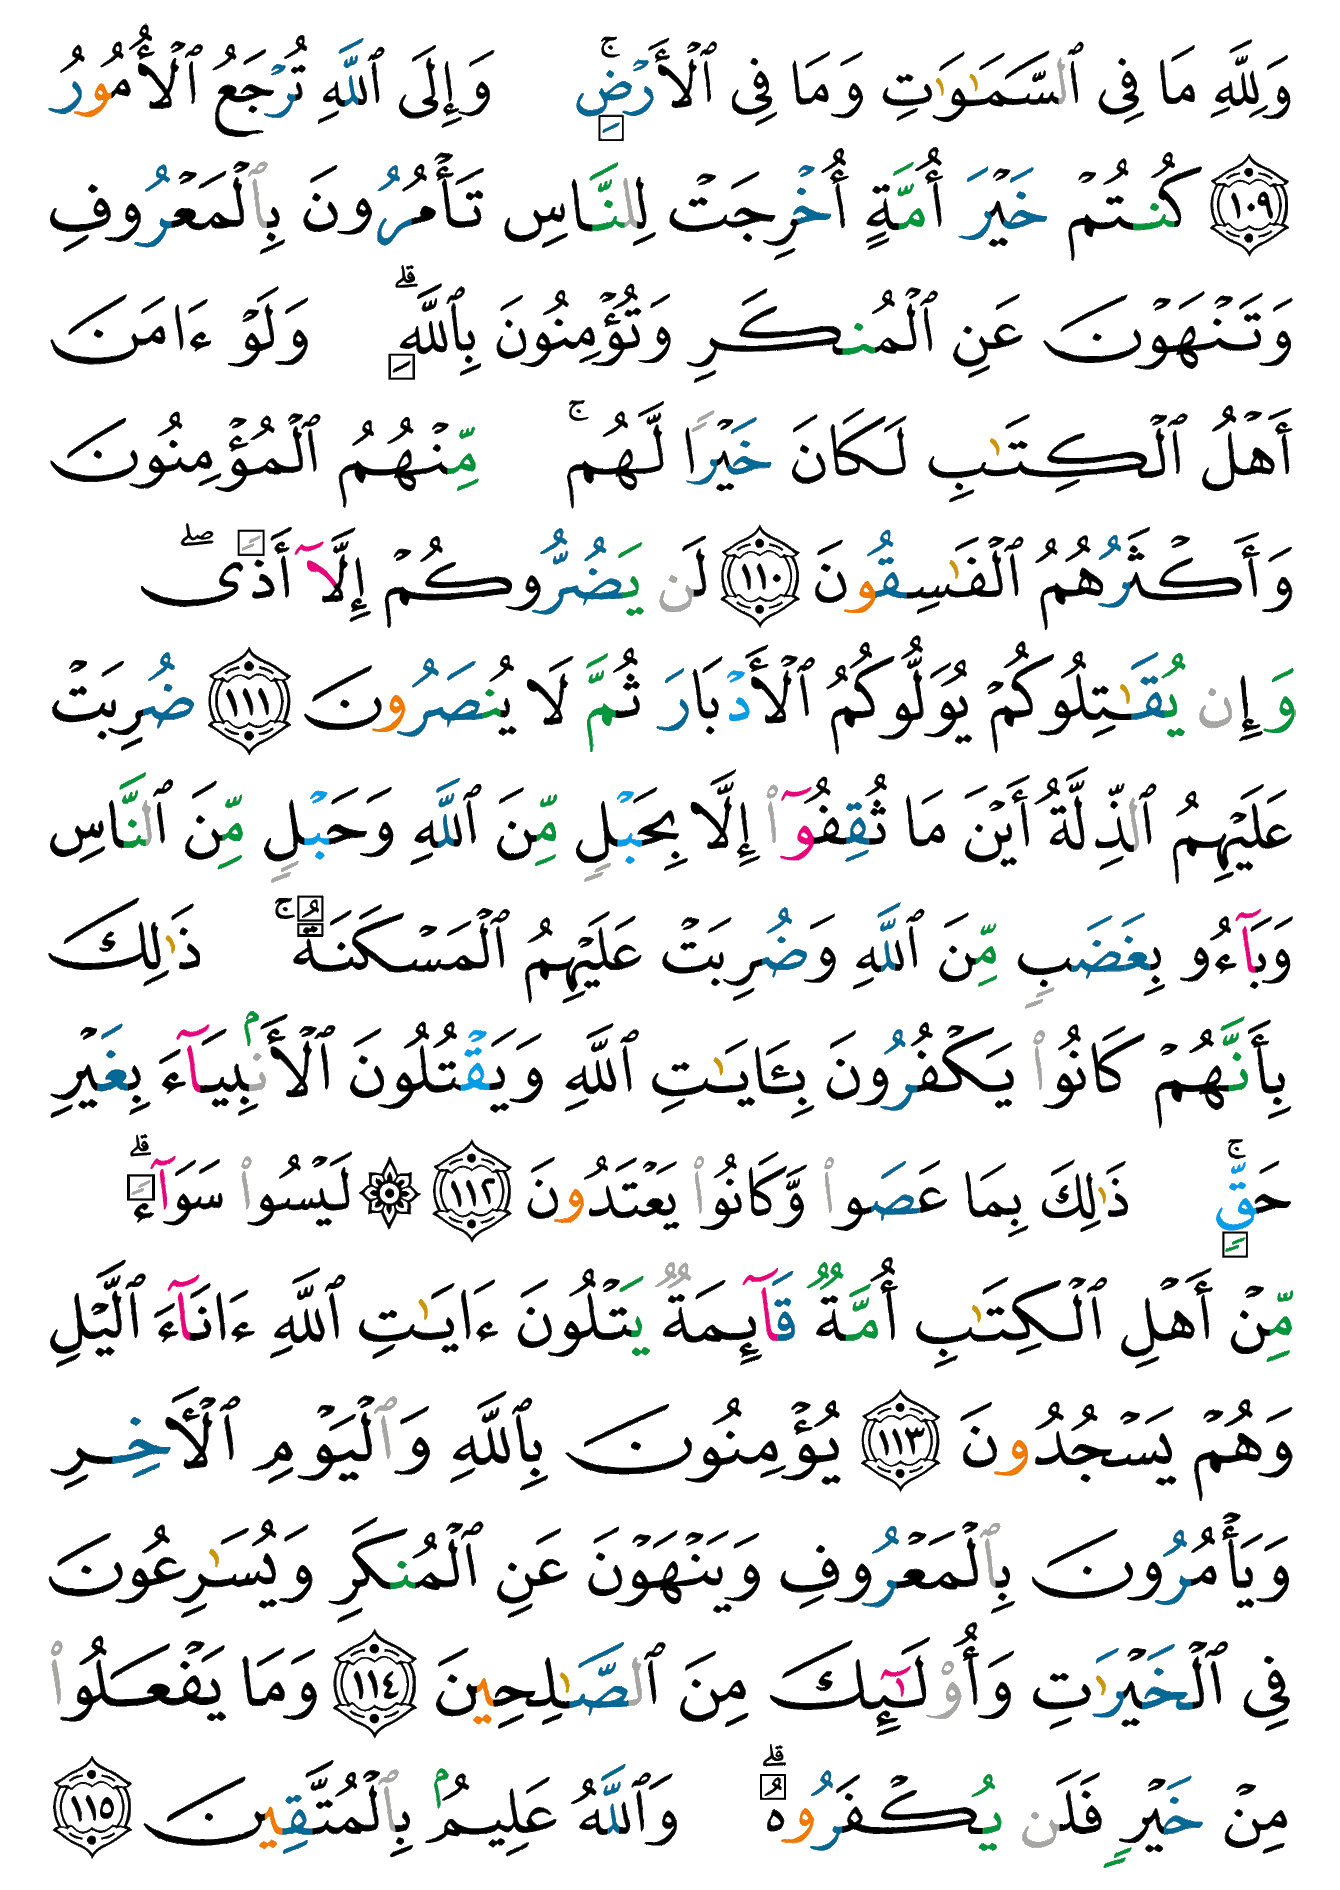 وَلِلَّهِ مَا فِى ٱلسَّمَـٰوَٰتِ وَمَا فِى ٱلْأَرْضِ ۚ وَإِلَى ٱللَّهِ تُرْجَعُ ٱلْأُمُورُ
١٠٩ كُنتُمْ خَيْرَ أُمَّةٍ أُخْرِجَتْ لِلنَّاسِ تَأْمُرُونَ بِٱلْمَعْرُوفِ
وَتَنْهَوْنَ عَنِ ٱلْمُنكَرِ وَتُؤْمِنُونَ بِٱللَّهِ ۗ وَلَوْ ءَامَنَ
أَهْلُ ٱلْكِتَـٰبِ لَكَانَ خَيْرًا لَّهُم ۚ مِّنْهُمُ ٱلْمُؤْمِنُونَ
وَأَكْثَرُهُمُ ٱلْفَـٰسِقُونَ ١١٠ لَن يَضُرُّوكُمْ إِلَّآ أَذًى ۖ
وَإِن يُقَـٰتِلُوكُمْ يُوَلُّوكُمُ ٱلْأَدْبَارَ ثُمَّ لَا يُنصَرُونَ ١١١ ضُرِبَتْ
عَلَيْهِمُ ٱلذِّلَّةُ أَيْنَ مَا ثُقِفُوٓا۟ إِلَّا بِحَبْلٍ مِّنَ ٱللَّهِ وَحَبْلٍ مِّنَ ٱلنَّاسِ
وَبَآءُو بِغَضَبٍ مِّنَ ٱللَّهِ وَضُرِبَتْ عَلَيْهِمُ ٱلْمَسْكَنَةُ ۚ ذَٰلِكَ
بِأَنَّهُمْ كَانُوا۟ يَكْفُرُونَ بِـَٔايَـٰتِ ٱللَّهِ وَيَقْتُلُونَ ٱلْأَنۢبِيَآءَ بِغَيْرِ
حَقٍّ ۚ ذَٰلِكَ بِمَا عَصَوا۟ وَّكَانُوا۟ يَعْتَدُونَ ١١٢ ۞ لَيْسُوا۟ سَوَآءً ۗ
مِّنْ أَهْلِ ٱلْكِتَـٰبِ أُمَّةٌ قَآئِمَةٌ يَتْلُونَ ءَايَـٰتِ ٱللَّهِ ءَانَآءَ ٱلَّيْلِ
وَهُمْ يَسْجُدُونَ ١١٣ يُؤْمِنُونَ بِٱللَّهِ وَٱلْيَوْمِ ٱلْأَخِرِ
وَيَأْمُرُونَ بِٱلْمَعْرُوفِ وَيَنْهَوْنَ عَنِ ٱلْمُنكَرِ وَيُسَـٰرِعُونَ
فِى ٱلْخَيْرَٰتِ وَأُو۟لَـٰٓئِكَ مِنَ ٱلصَّـٰلِحِينَ ١١٤ وَمَا يَفْعَلُوا۟
مِنْ خَيْرٍ فَلَن يُكْفَرُوهُ ۗ وَٱللَّهُ عَلِيمٌۢ بِٱلْمُتَّقِينَ ١١٥